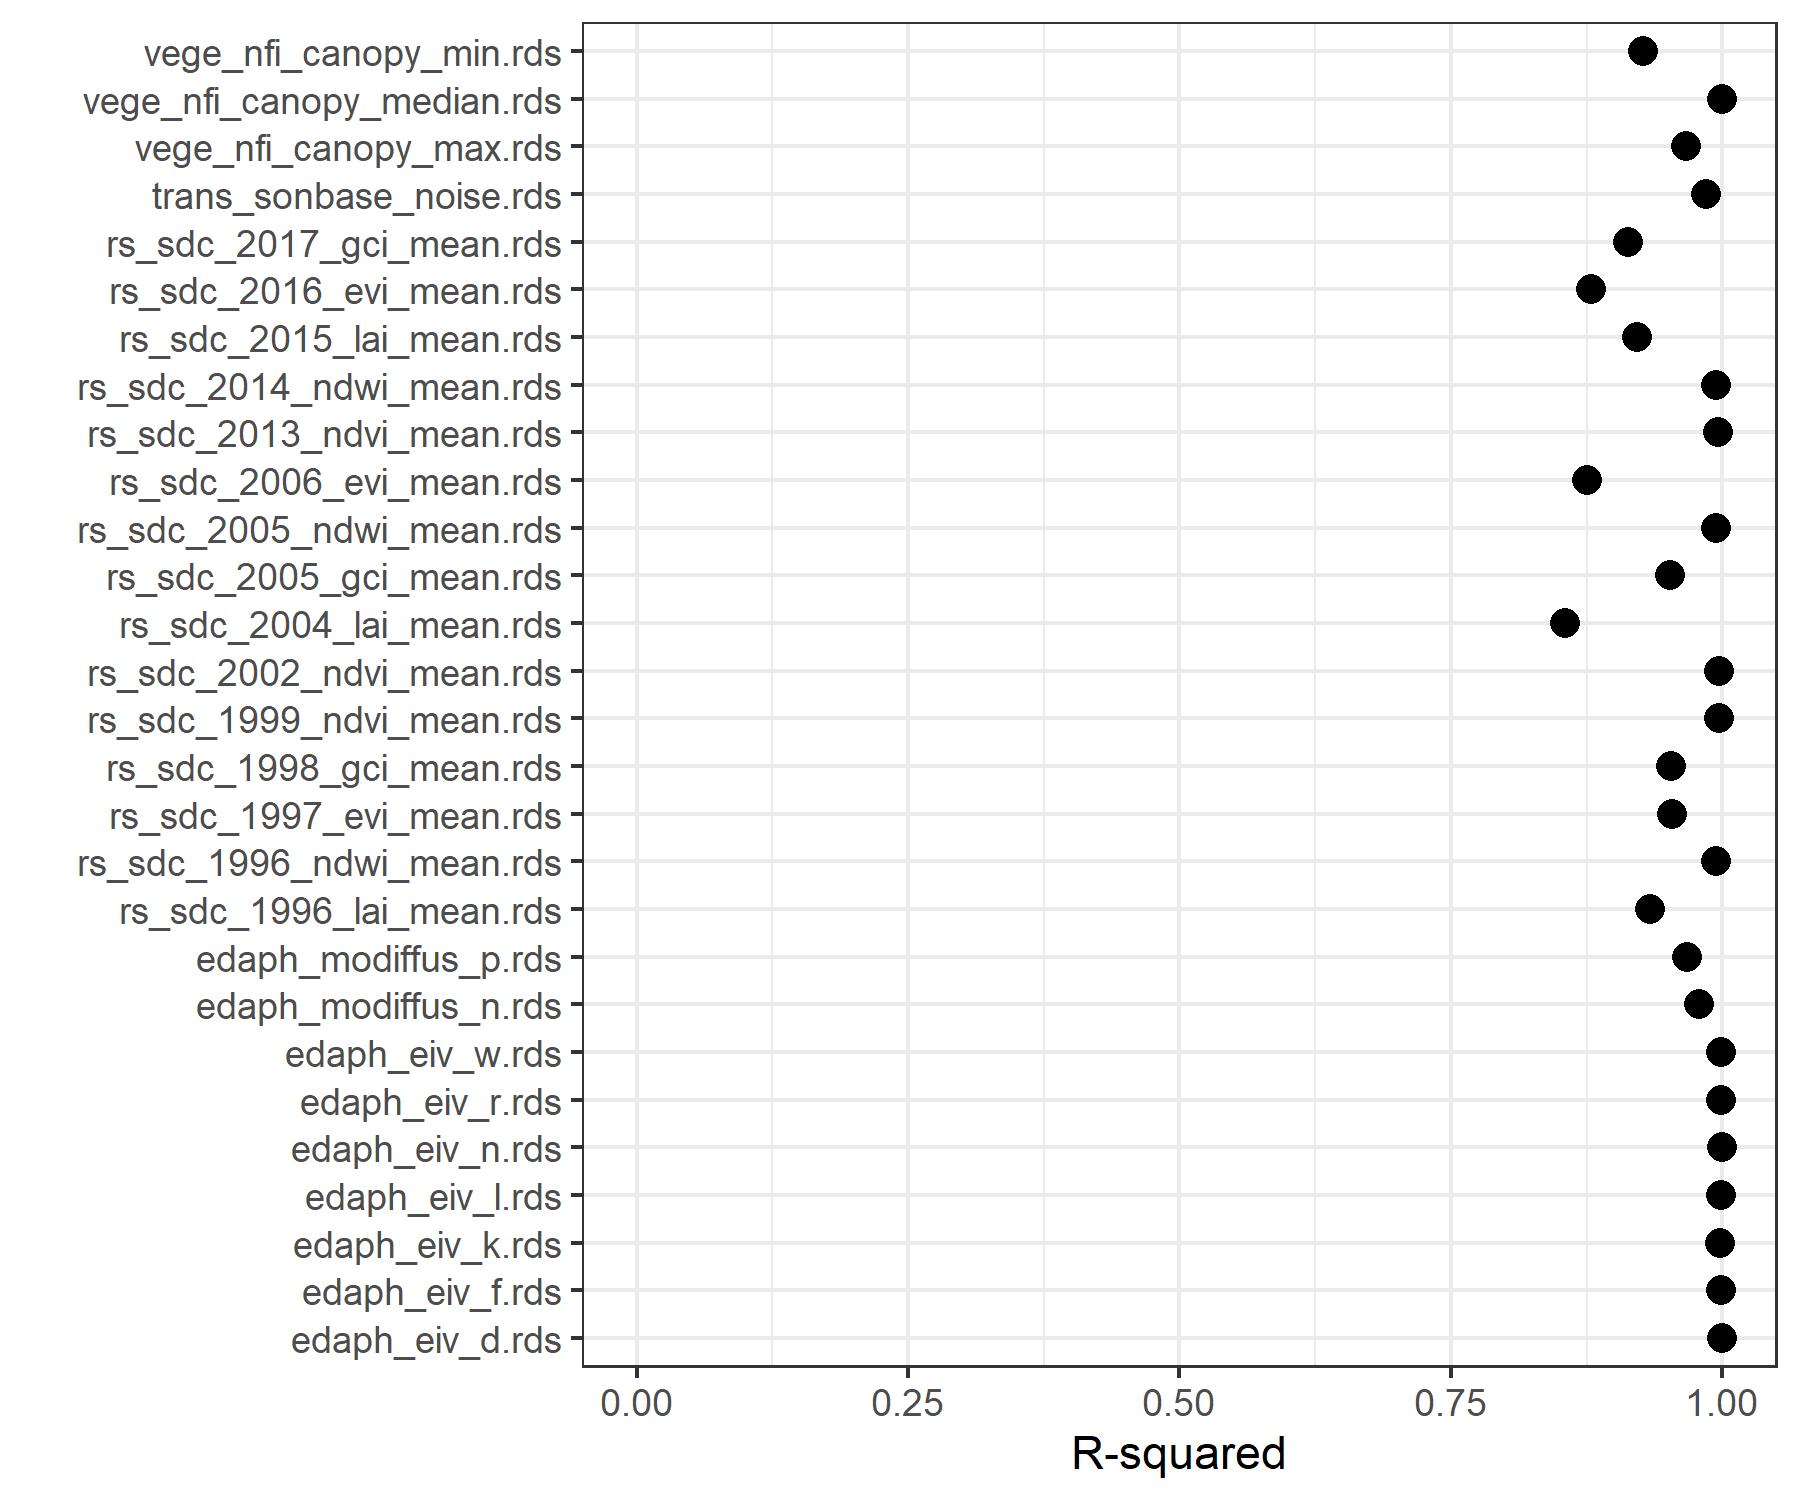 vege_nfi_canopy_min.rds
vege_nfi_canopy_median.rds
vege_nfi_canopy_max.rds
trans_sonbase_noise.rds
rs_sdc_2017_gci_mean.rds
rs_sdc_2016_evi_mean.rds
rs_sdc_2015_lai_mean.rds
rs_sdc_2014_ndwi_mean.rds
rs_sdc_2013_ndvi_mean.rds
rs_sdc_2006_evi_mean.rds
rs_sdc_2005_ndwi_mean.rds
rs_sdc_2005_gci_mean.rds
rs_sdc_2004_lai_mean.rds
rs_sdc_2002_ndvi_mean.rds
rs_sdc_1999_ndvi_mean.rds
rs_sdc_1998_gci_mean.rds
rs_sdc_1997_evi_mean.rds
rs_sdc_1996_ndwi_mean.rds
rs_sdc_1996_lai_mean.rds
edaph_modiffus_p.rds
edaph_modiffus_n.rds
edaph_eiv_w.rds
edaph_eiv_r.rds
edaph_eiv_n.rds
edaph_eiv_l.rds
edaph_eiv_k.rds
edaph_eiv_f.rds
edaph_eiv_d.rds
0.00 0.25 0.50 0.75 1.00
R-squared